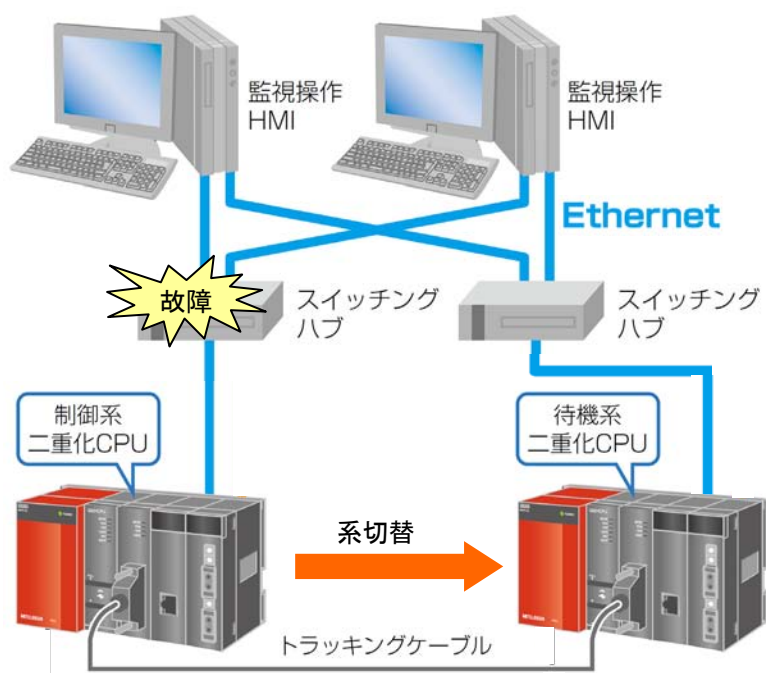 監視操作
HMI
監視操作
HMI
Ethernet
故障
スイッチング
ハブ
スイッチング
ハブ
制御系
二重化CPU
待機系
二重化CPU
系切替
トラッキングケーブル